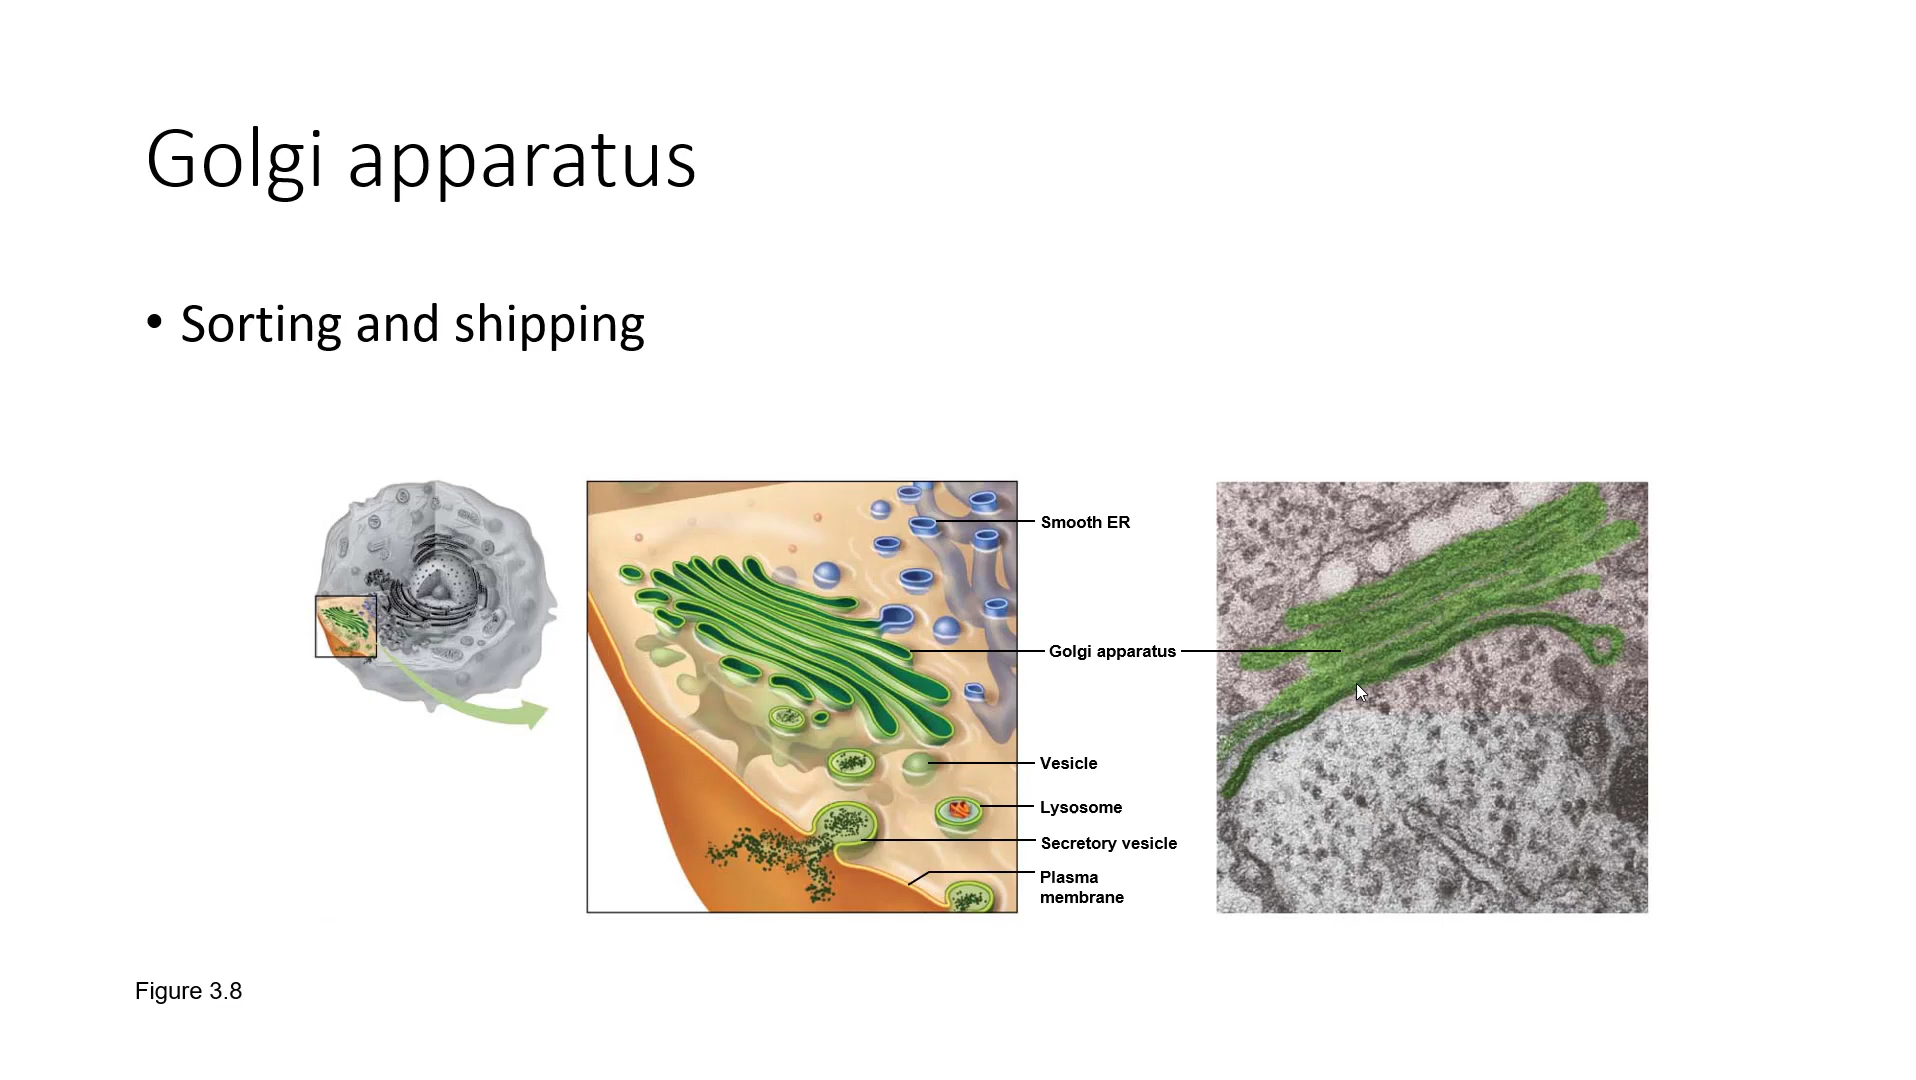 Golgi apparatus
• Sorting and shipping
Smooth ER
Golgi apparatus
Vesicle
Lysosome
Secretory vesicle
Plasma
membrane
Figure 3.8